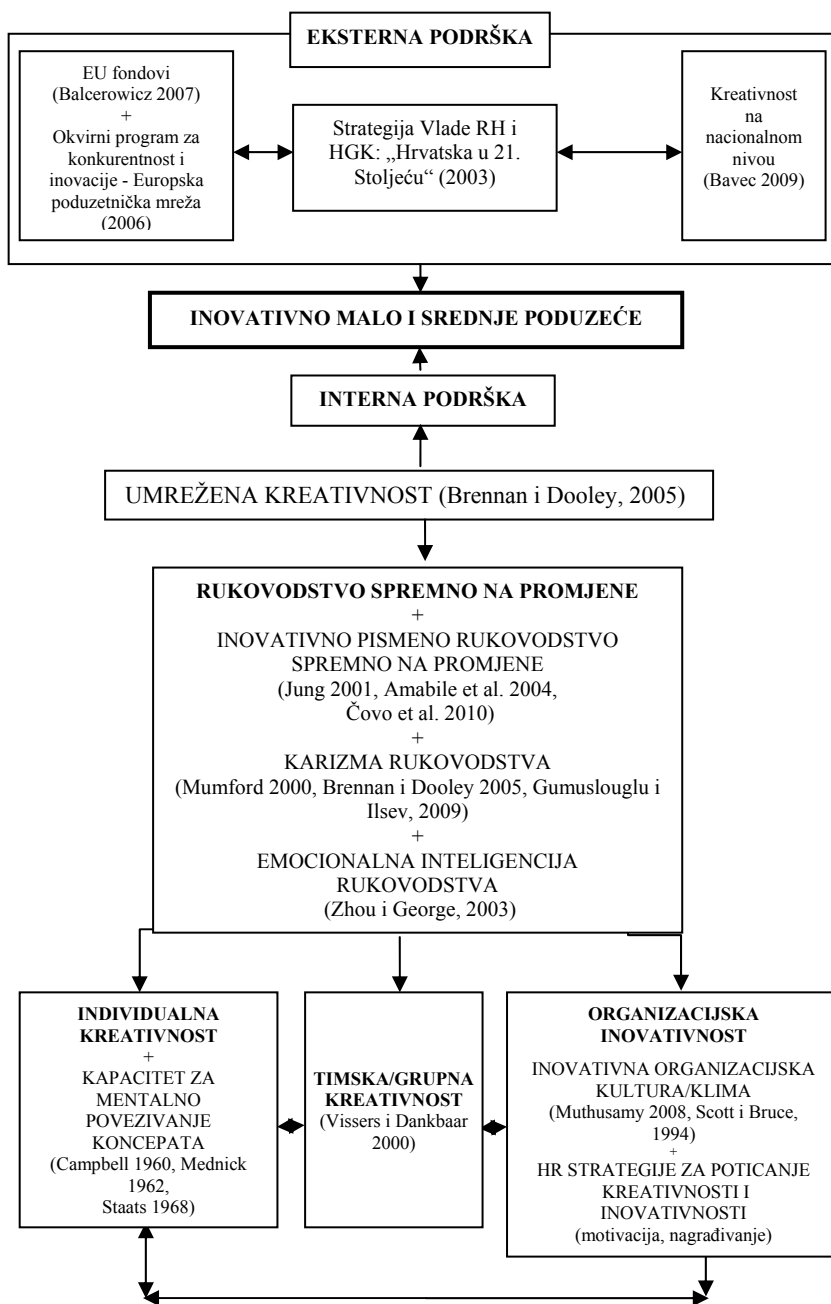 EKSTERNA PODRŠKA
EU fondovi
(Balcerowicz 2007)
+
Okvirni program za
konkurentnost i
inovacije - Europska
poduzetnička mreža
(2006)
Strategija Vlade RH i
HGK: „Hrvatska u 21.
Stoljeću“ (2003)
Kreativnost
na
nacionalnom
nivou
(Bavec 2009)
INOVATIVNO MALO I SREDNJE PODUZEĆE
INTERNA PODRŠKA
UMREŽENA KREATIVNOST (Brennan i Dooley, 2005)
RUKOVODSTVO SPREMNO NA PROMJENE
+
INOVATIVNO PISMENO RUKOVODSTVO
SPREMNO NA PROMJENE
(Jung 2001, Amabile et al. 2004,
Čovo et al. 2010)
+
KARIZMA RUKOVODSTVA
(Mumford 2000, Brennan i Dooley 2005, Gumuslouglu i
Ilsev, 2009)
+
EMOCIONALNA INTELIGENCIJA
RUKOVODSTVA
(Zhou i George, 2003)
INDIVIDUALNA
KREATIVNOST
+
KAPACITET ZA
MENTALNO
POVEZIVANJE
KONCEPATA
(Campbell 1960, Mednick
1962,
Staats 1968)
TIMSKA/GRUPNA
KREATIVNOST
(Vissers i Dankbaar
2000)
ORGANIZACIJSKA
INOVATIVNOST
INOVATIVNA ORGANIZACIJSKA
KULTURA/KLIMA
(Muthusamy 2008, Scott i Bruce,
1994)
+
HR STRATEGIJE ZA POTICANJE
KREATIVNOSTI I
INOVATIVNOSTI
(motivacija, nagrađivanje)